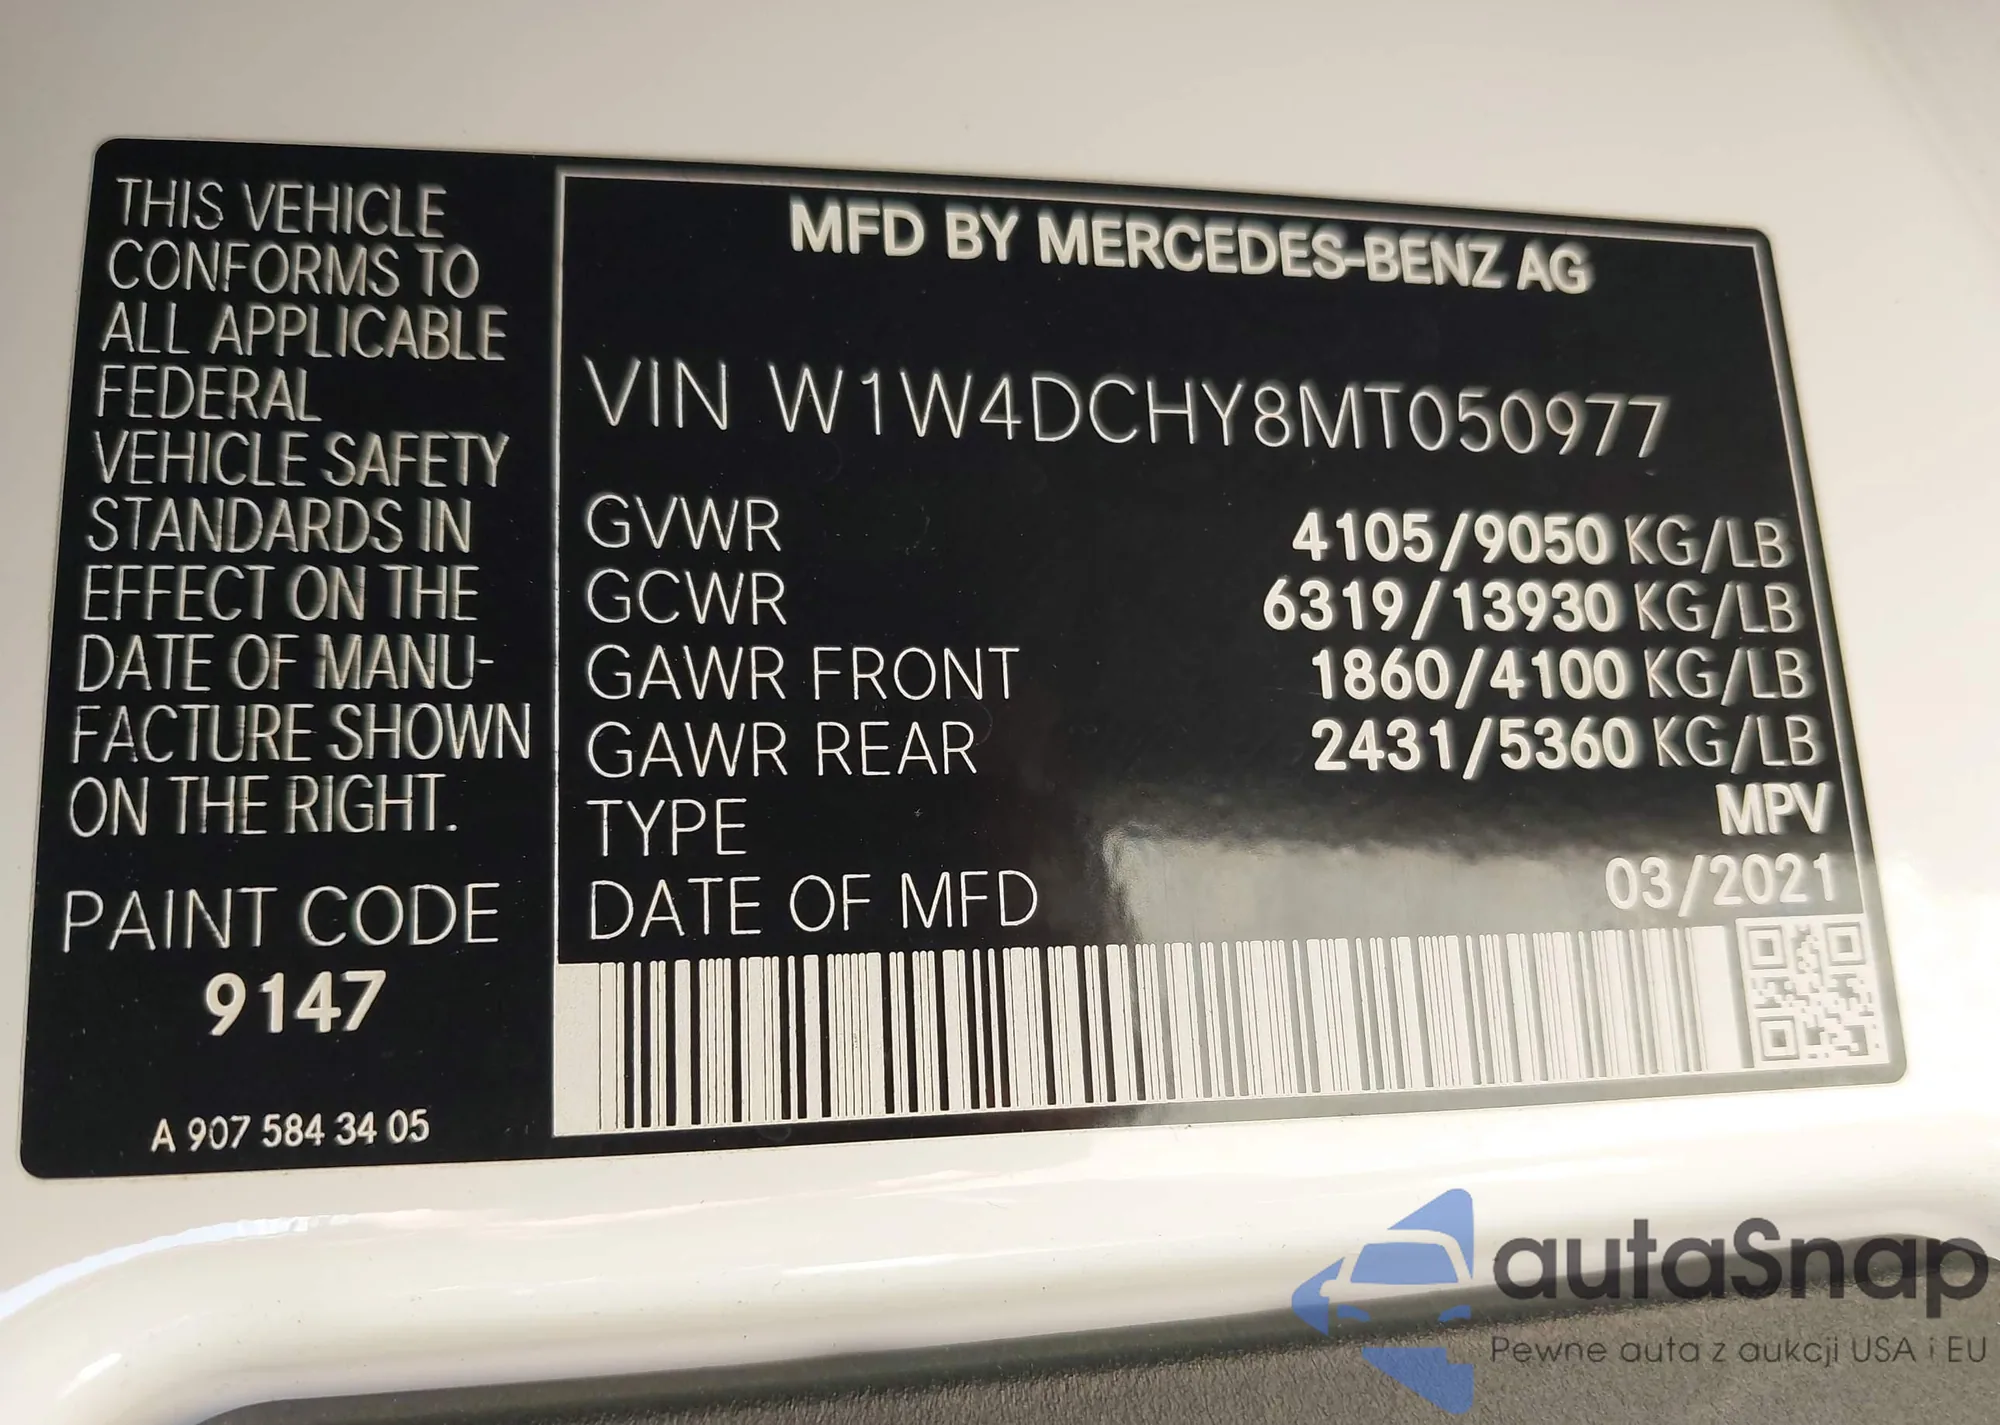 THIS VEHICLE
CONFORMS TO
ALL APPLICABLE
FEDERAL
VEHICLE SAFETY
STANDARDS IN
EFFECT ON THE
DATE OF MANU-
FACTURE SHOWN
ON THE RIGHT.
PAINT CODE
9147
A 907 584 34 05
MFD BY MERCEDES-BENZ AG
VIN W1W4DCHY8MT050977
GVWR 4105/9050 KG/LB
GCWR 6319/13930 KG/LB
GAWR FRONT 1860/4100 KG/LB
GAWR REAR 2431/5360 KG/LB
TYPE MPV
DATE OF MFD 03/2021
autaSnap
Pewne auta z aukcji USA i EU